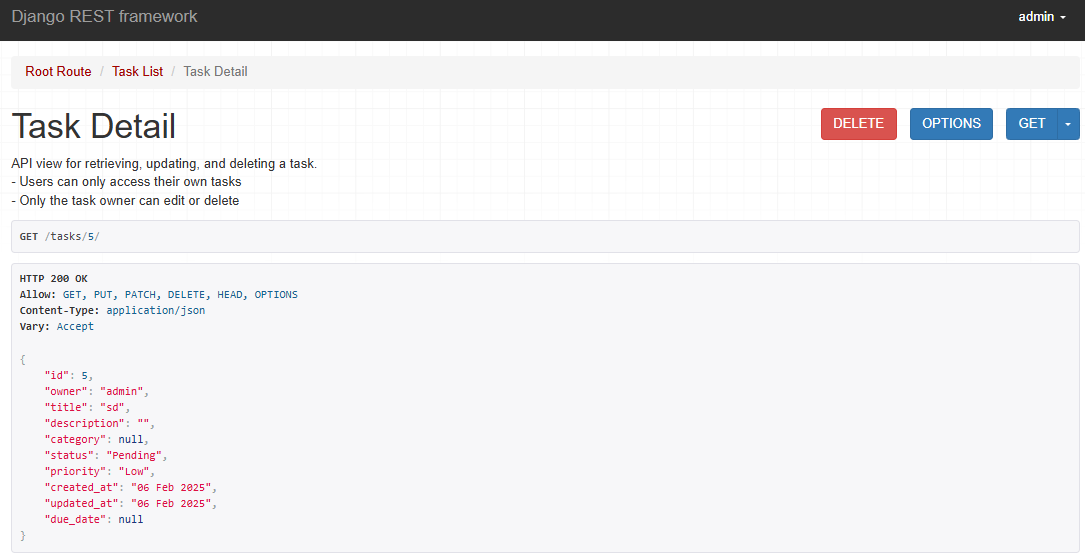 Django REST framework
admin
Root Route / Task List / Task Detail
Task Detail
DELETE
OPTIONS
GET
API view for retrieving, updating, and deleting a task.
- Users can only access their own tasks
- Only the task owner can edit or delete
GET /tasks/5/
HTTP 200 OK
Allow: GET, PUT, PATCH, DELETE, HEAD, OPTIONS
Content-Type: application/json
Vary: Accept
{
    "id": 5,
    "owner": "admin",
    "title": "sd",
    "description": "",
    "category": null,
    "status": "Pending",
    "priority": "Low",
    "created_at": "06 Feb 2025",
    "updated_at": "06 Feb 2025",
    "due_date": null
}